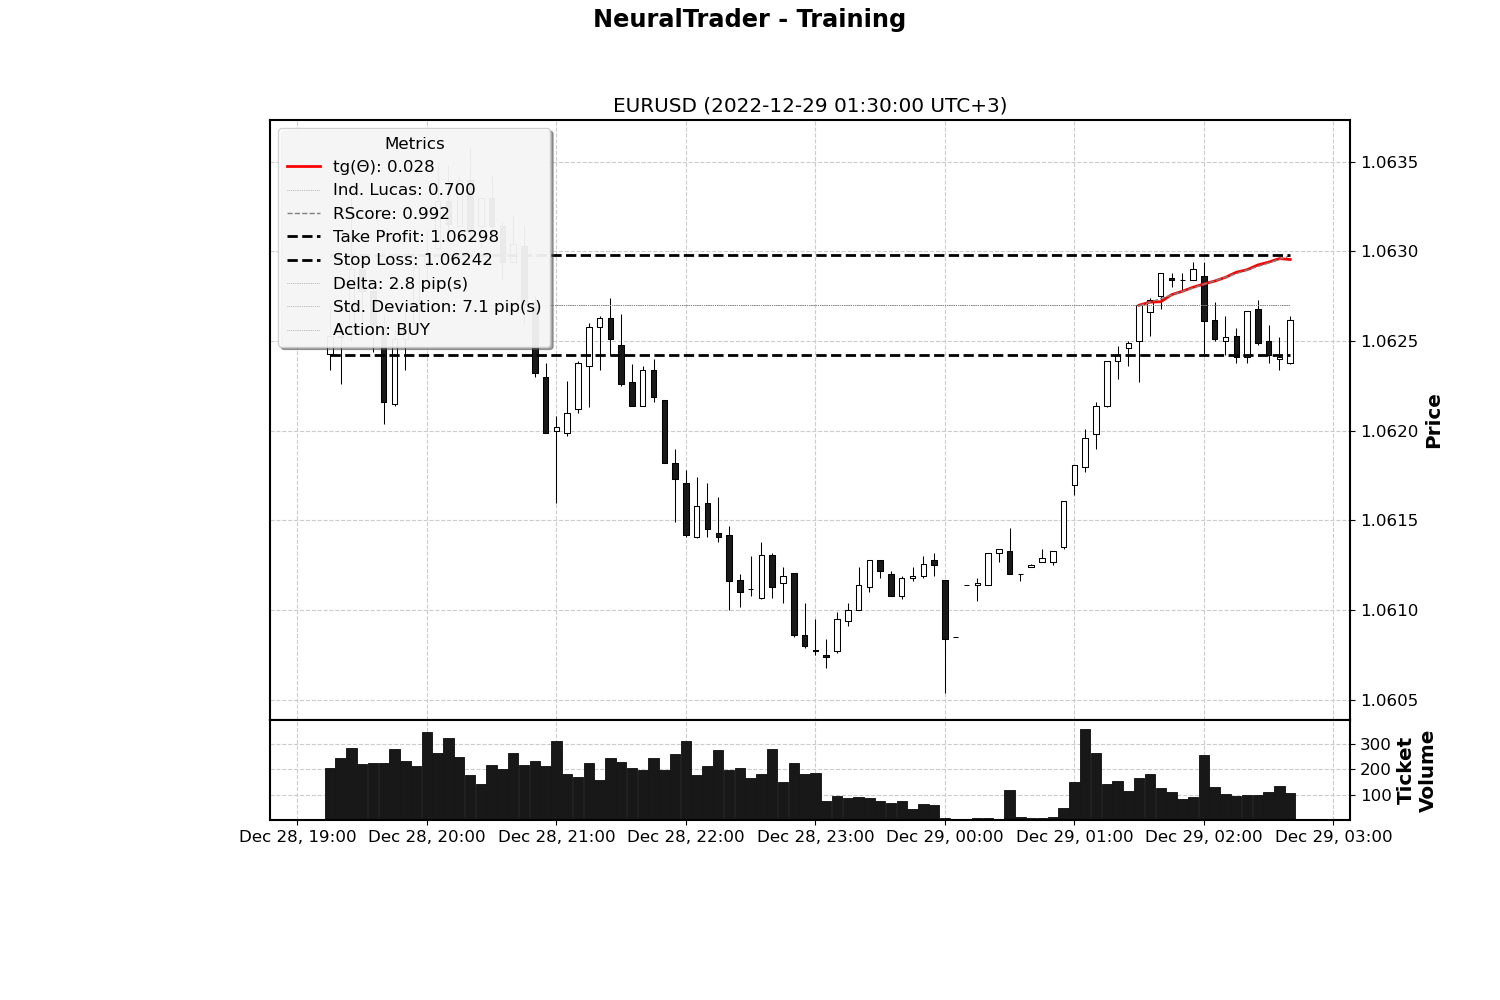 NeuralTrader - Training
EURUSD (2022-12-29 01:30:00 UTC+3)
Metrics
tg(Θ): 0.028
Ind. Lucas: 0.700
RScore: 0.992
Take Profit: 1.06298
Stop Loss: 1.06242
Delta: 2.8 pip(s)
Std. Deviation: 7.1 pip(s)
Action: BUY
1.0635
1.0630
1.0625
1.0620
1.0615
1.0610
1.0605
Price
300
200
100
Ticket
Volume
Dec 28, 19:00
Dec 28, 20:00
Dec 28, 21:00
Dec 28, 22:00
Dec 28, 23:00
Dec 29, 00:00
Dec 29, 01:00
Dec 29, 02:00
Dec 29, 03:00